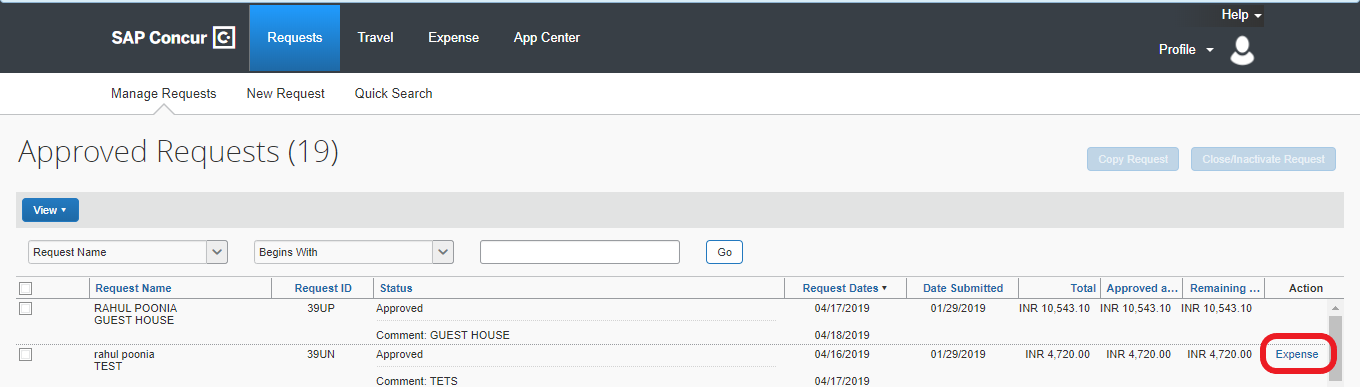 Help
SAP Concur C Requests Travel Expense App Center
Profile
Manage Requests New Request Quick Search
Approved Requests (19)
Copy Request Close/Inactivate Request
View
Request Name Begins With Go
Request Name Request ID Status Request Dates Date Submitted Total Approved a... Remaining ... Action
RAHUL POONIA 39UP Approved 04/17/2019 01/29/2019 INR 10,543.10 INR 10,543.10 INR 10,543.10
GUEST HOUSE
Comment: GUEST HOUSE 04/18/2019
rahul poonia 39UN Approved 04/16/2019 01/29/2019 INR 4,720.00 INR 4,720.00 INR 4,720.00 Expense
TEST
Comment: TETS 04/17/2019